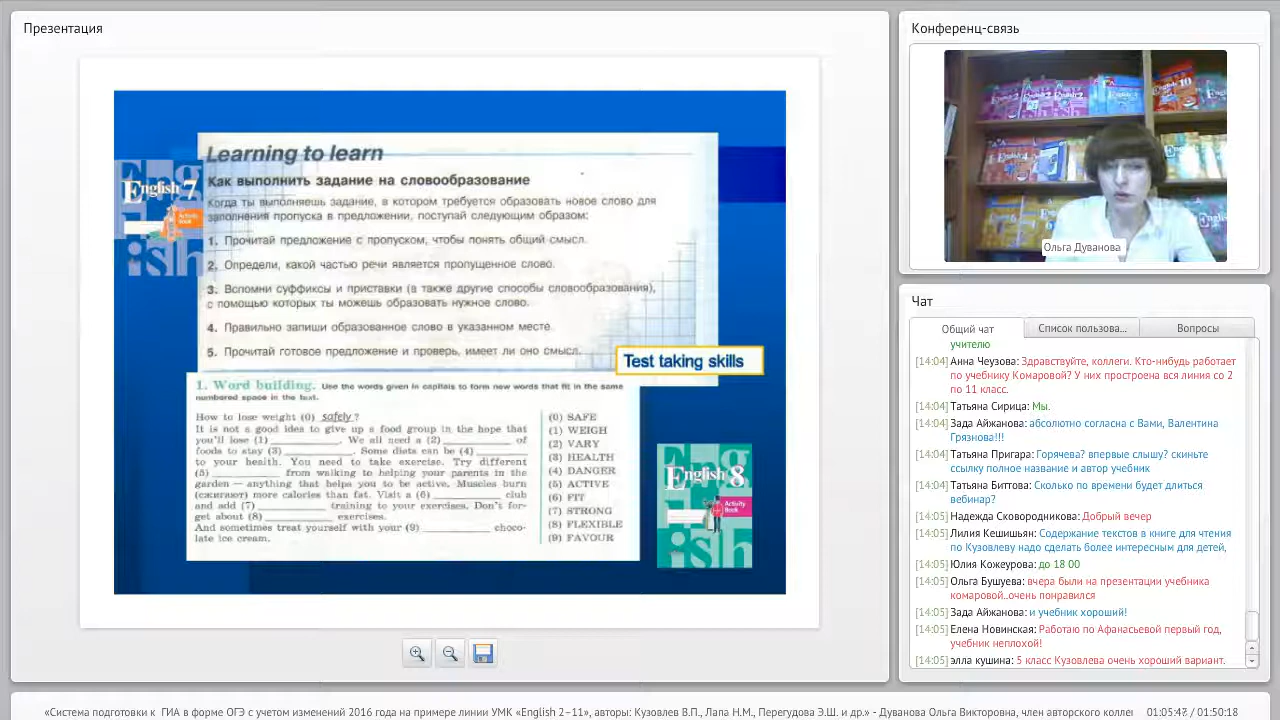 Презентация
Learning to learn
Как выполнить задание на словообразование
Когда ты выполняешь задание, в котором требуется образовать новое слово для
заполнения пропуска в предложении, поступай следующим образом:
1. Прочитай предложение с пропуском, чтобы понять общий смысл.
2. Определи, какой частью речи является пропущенное слово.
3. Вспомни суффиксы и приставки (а также другие способы словообразования),
с помощью которых ты можешь образовать нужное слово.
4. Правильно запиши образованное слово в указанном месте.
5. Прочитай готовое предложение и проверь, имеет ли оно смысл.
English 7
Activity
Book
Test taking skills
1. Word building. Use the words given in capitals to form new words that fit in the same
numbered space in the text.
How to lose weight (0) safely ?
It is not a good idea to give up a food group in the hope that
you'll lose (1) ____________. We all need a (2) ____________ of
foods to stay (3) ____________. Some diets can be (4) ____________
to your health. You need to take exercise. Try different
(5) ____________ from walking to helping your parents in the
garden — anything that helps you to be active. Muscles burn
(сжигают) more calories than fat. Visit a (6) ____________ club
and add (7) ____________ training to your exercises. Don't for-
get about (8) ____________ exercises.
And sometimes treat yourself with your (9) ____________ choco-
late ice cream.
(0) SAFE
(1) WEIGH
(2) VARY
(3) HEALTH
(4) DANGER
(5) ACTIVE
(6) FIT
(7) STRONG
(8) FLEXIBLE
(9) FAVOUR
English 8
Activity
Book
ish
Конференц-связь
Ольга Дуванова
Чат
Общий чат
Список пользова...
Вопросы
учителю
[14:04] Анна Чеузова: Здравствуйте, коллеги. Кто-нибудь работает
по учебнику Комаровой? У них простроена вся линия со 2
по 11 класс.
[14:04] Татьяна Сирица: Мы.
[14:04] Зада Айжанова: абсолютно согласна с Вами, Валентина
Грязнова!!!
[14:04] Татьяна Пригара: Горячева? впервые слышу? скиньте
ссылку полное название и автор учебник
[14:04] Татьяна Биттова: Сколько по времени будет длиться
вебинар?
[14:05] Надежда Сковородникова: Добрый вечер
[14:05] Лилия Кешишьян: Содержание текстов в книге для чтения
по Кузовлеву надо сделать более интересным для детей,
[14:05] Юлия Кожеурова: до 18 00
[14:05] Ольга Бушуева: вчера были на презентации учебника
комаровой..очень понравился
[14:05] Зада Айжанова: и учебник хороший!
[14:05] Елена Новинская: Работаю по Афанасьевой первый год,
учебник неплохой!
[14:05] элла кушина: 5 класс Кузовлева очень хороший вариант.
«Система подготовки к ГИА в форме ОГЭ с учетом изменений 2016 года на примере линии УМК «English 2–11», авторы: Кузовлев В.П., Лапа Н.М., Перегудова Э.Ш. и др.» - Дуванова Ольга Викторовна, член авторского коллек
01:05:47 / 01:50:18